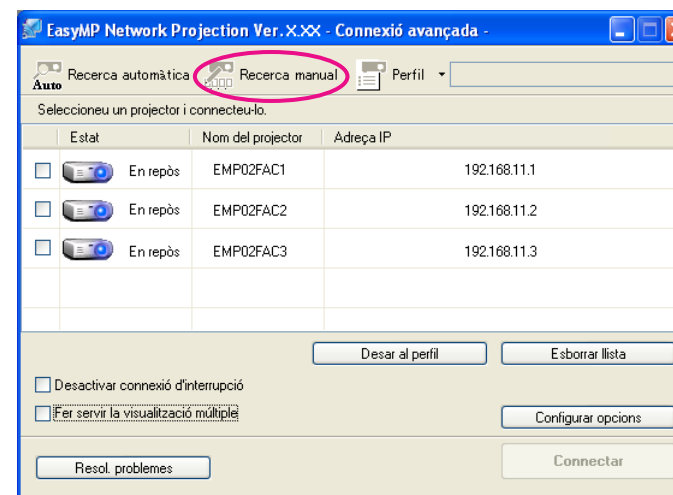 EasyMP Network Projection Ver.X.XX - Connexió avançada -
Auto Recerca automàtica Recerca manual Perfil
Seleccioneu un projector i connecteu-lo.
Estat Nom del projector Adreça IP
En repòs EMP02FAC1 192.168.11.1
En repòs EMP02FAC2 192.168.11.2
En repòs EMP02FAC3 192.168.11.3
Desar al perfil Esborrar llista
Desactivar connexió d'interrupció
Fer servir la visualització múltiple
Configurar opcions
Resol. problemes Connectar